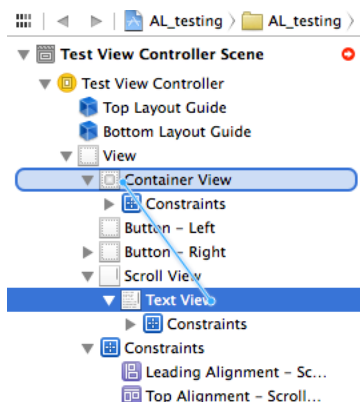 AL_testing AL_testing
Test View Controller Scene
Test View Controller
Top Layout Guide
Bottom Layout Guide
View
Container View
Constraints
Button - Left
Button - Right
Scroll View
Text View
Constraints
Constraints
Leading Alignment - Sc...
Top Alignment - Scroll...